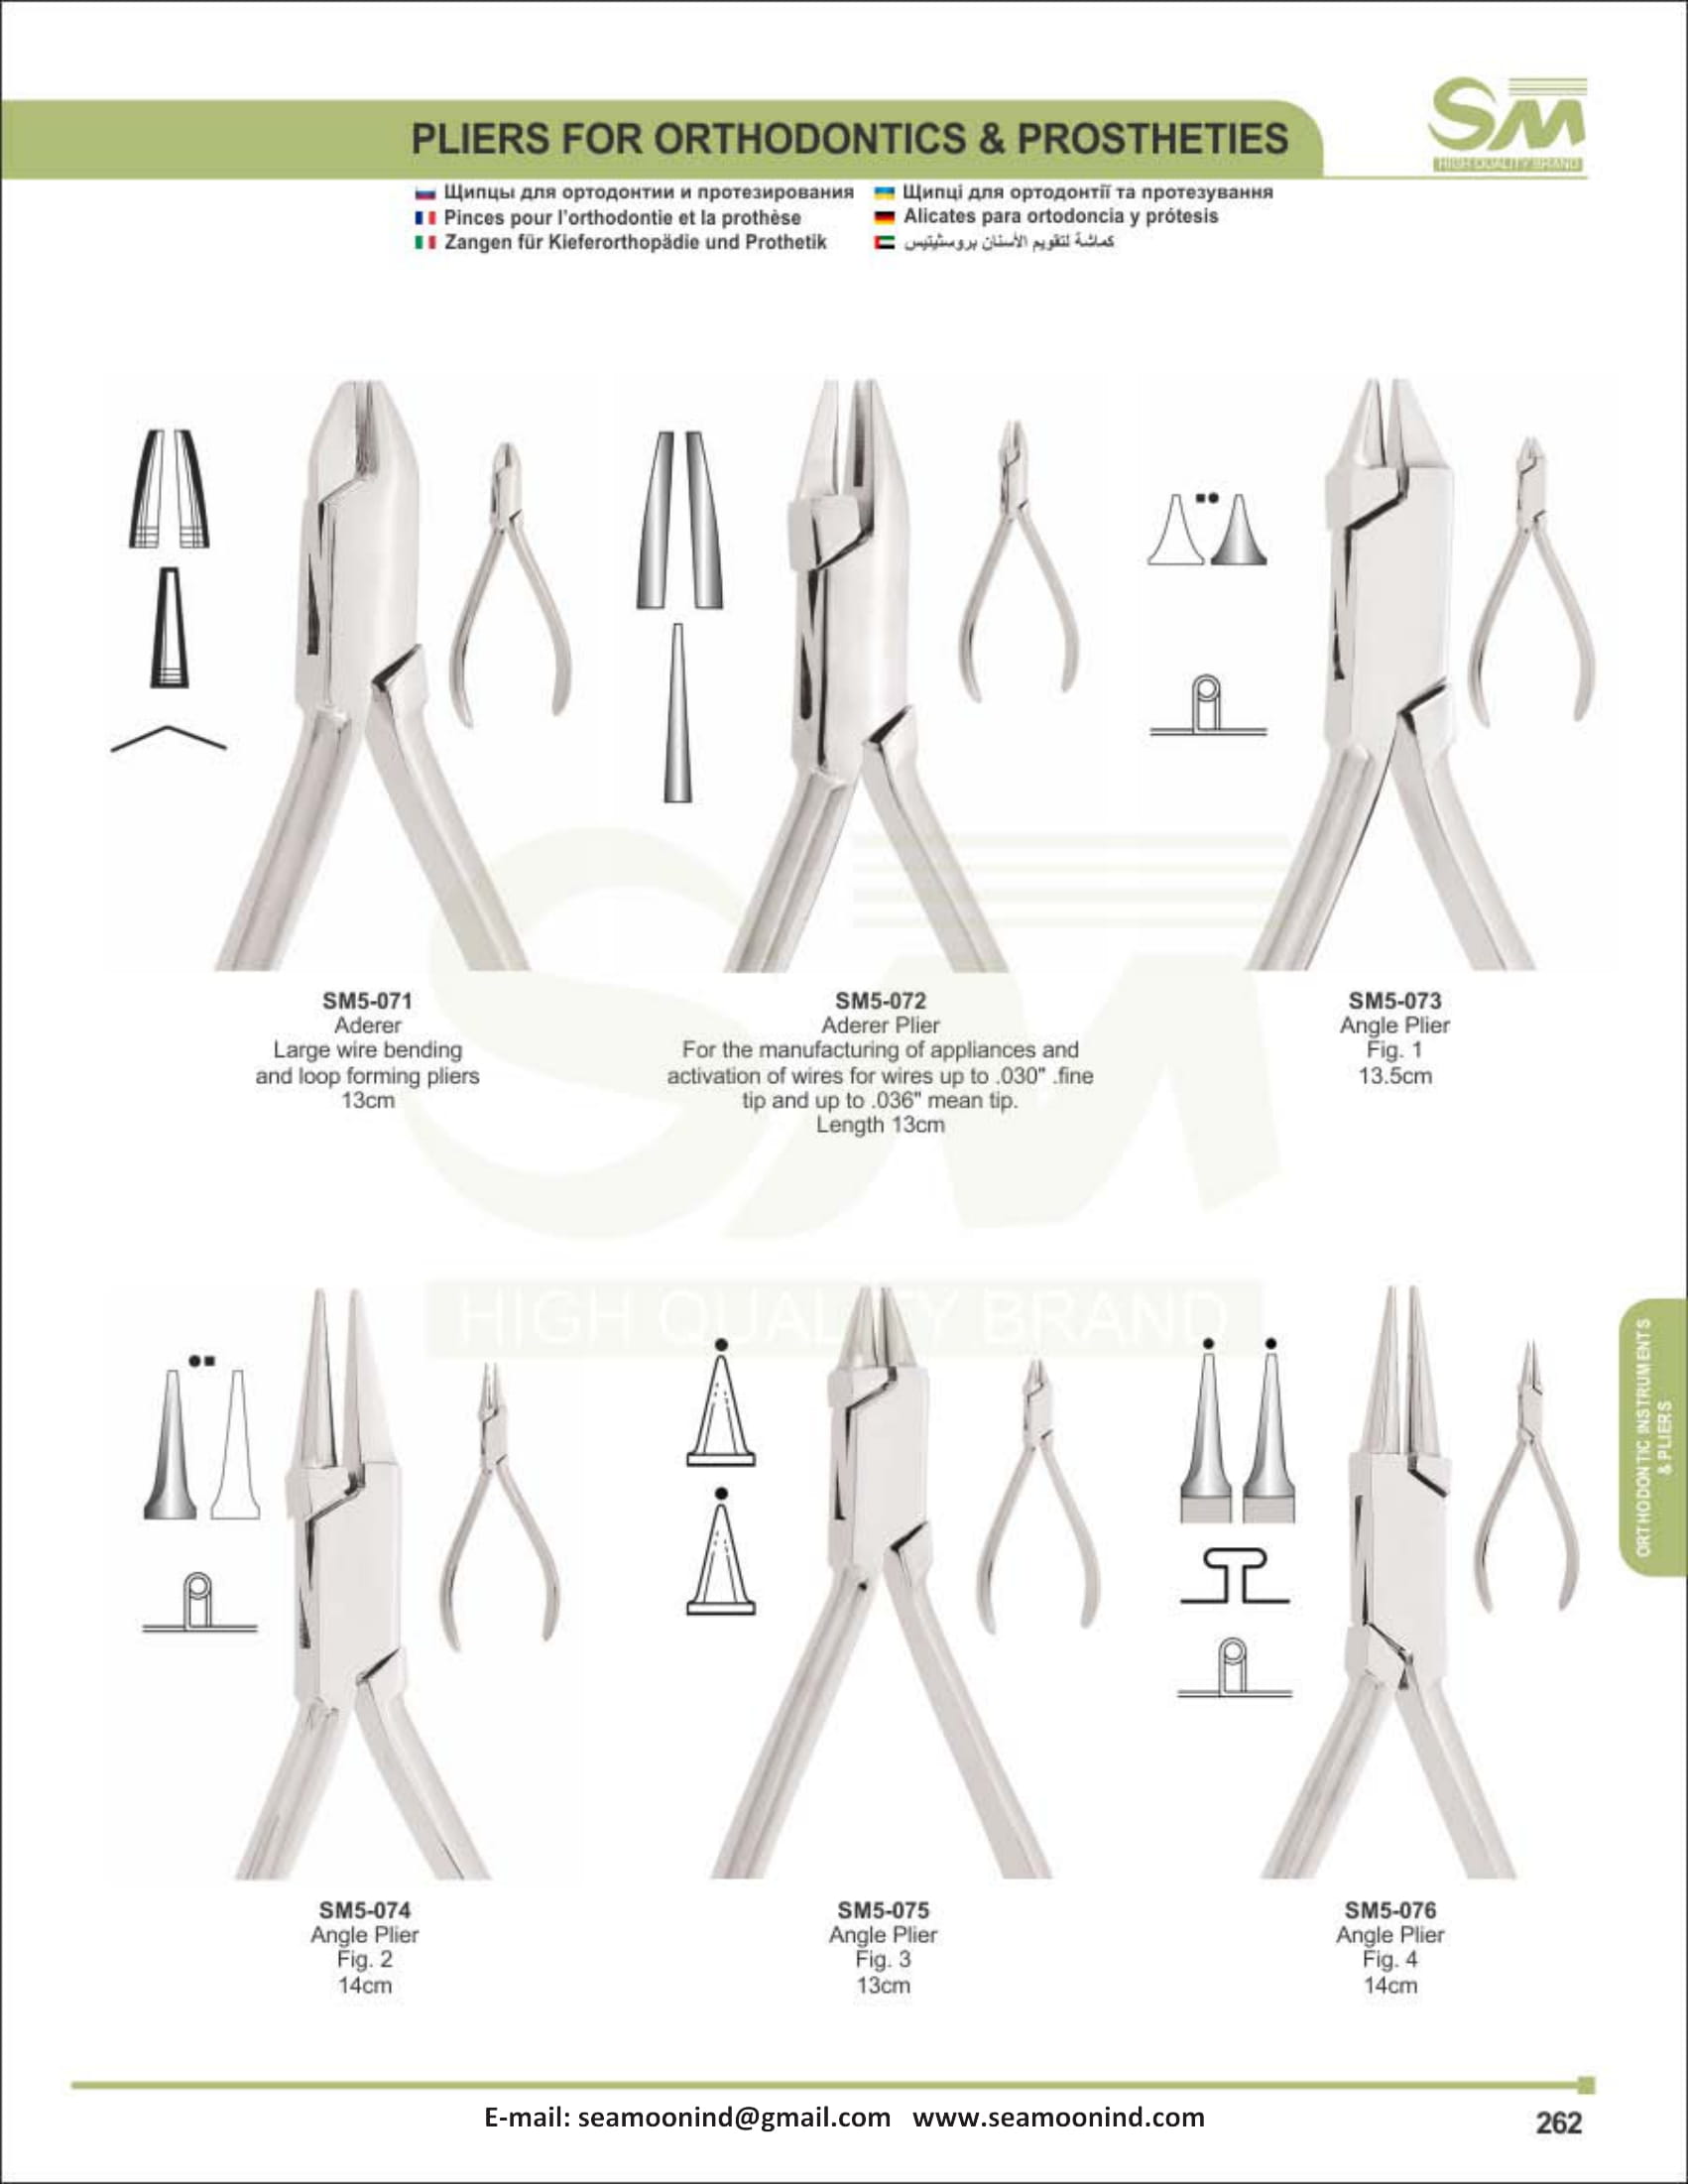 SM
HIGH QUALITY BRAND
PLIERS FOR ORTHODONTICS & PROSTHETIES
Щипцы для ортодонтии и протезирования
Щипці для ортодонтії та протезування
Pinces pour l'orthodontie et la prothèse
Alicates para ortodoncia y prótesis
Zangen für Kieferorthopädie und Prothetik
كماشة لتقويم الأسنان بروستيتيس
SM5-071
Aderer
Large wire bending
and loop forming pliers
13cm
SM5-072
Aderer Plier
For the manufacturing of appliances and
activation of wires for wires up to .030" .fine
tip and up to .036" mean tip.
Length 13cm
SM5-073
Angle Plier
Fig. 1
13.5cm
SM
HIGH QUALITY BRAND
ORTHODONTIC INSTRUMENTS
& PLIERS
SM5-074
Angle Plier
Fig. 2
14cm
SM5-075
Angle Plier
Fig. 3
13cm
SM5-076
Angle Plier
Fig. 4
14cm
E-mail: seamoonind@gmail.com www.seamoonind.com
262